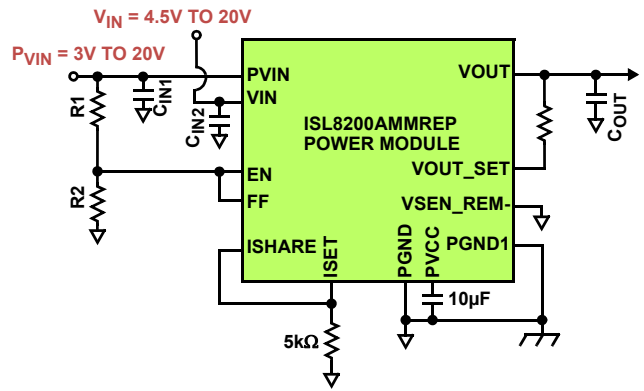 V_IN = 4.5V TO 20V
P_VIN = 3V TO 20V
R1
C_IN1
PVIN
VIN
C_IN2
ISL8200AMMREP
POWER MODULE
VOUT
C_OUT
VOUT_SET
R2
EN
FF
VSEN_REM-
ISHARE
ISET
PGND
PVCC
PGND1
10µF
5kΩ